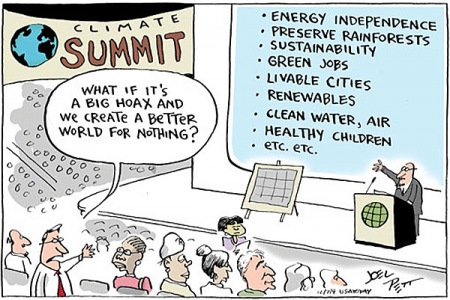 CLIMATE
SUMMIT
• ENERGY INDEPENDENCE
• PRESERVE RAINFORESTS
• SUSTAINABILITY
• GREEN JOBS
• LIVABLE CITIES
• RENEWABLES
• CLEAN WATER, AIR
• HEALTHY CHILDREN
• ETC. ETC.
WHAT IF IT'S
A BIG HOAX AND
WE CREATE A BETTER
WORLD FOR NOTHING?
JOEL
PETT
USA TODAY